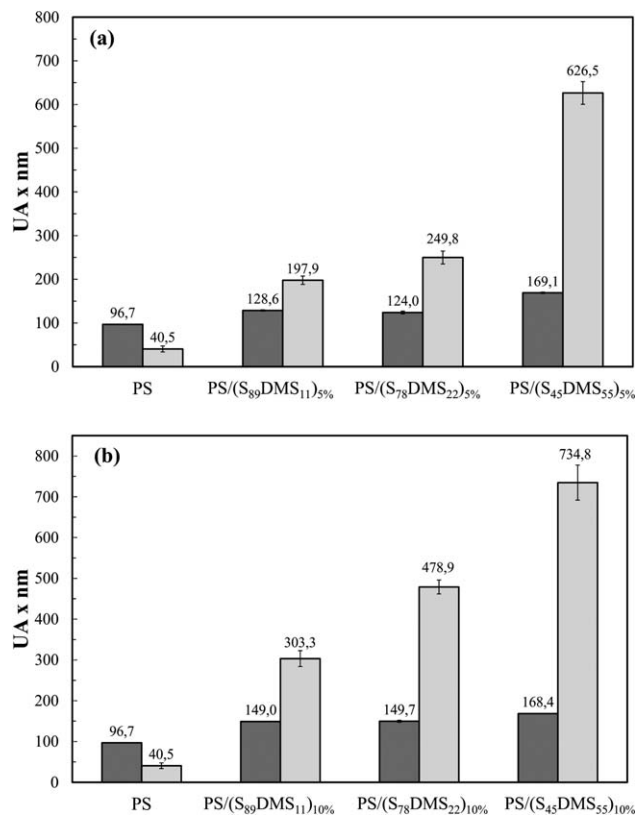 (a)
UA x nm
800
700
600
500
400
300
200
100
0
96,7
40,5
128,6
197,9
124,0
249,8
169,1
626,5
PS
PS/(S₈₉DMS₁₁)₅%
PS/(S₇₈DMS₂₂)₅%
PS/(S₄₅DMS₅₅)₅%
(b)
UA x nm
800
700
600
500
400
300
200
100
0
96,7
40,5
149,0
303,3
149,7
478,9
168,4
734,8
PS
PS/(S₈₉DMS₁₁)₁₀%
PS/(S₇₈DMS₂₂)₁₀%
PS/(S₄₅DMS₅₅)₁₀%